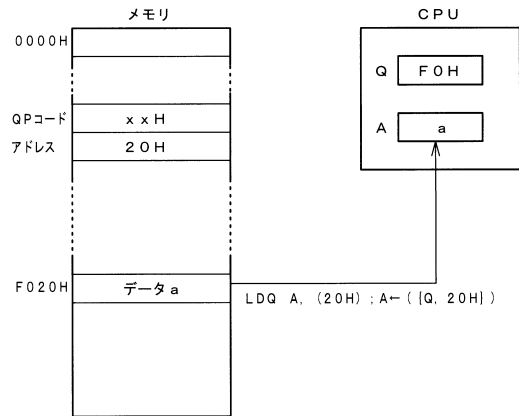 メモリ
CPU
0000H
Q F0H
QPコード xxH
A a
アドレス 20H
F020H データa
LDQ A, (20H) ; A← ({Q, 20H})